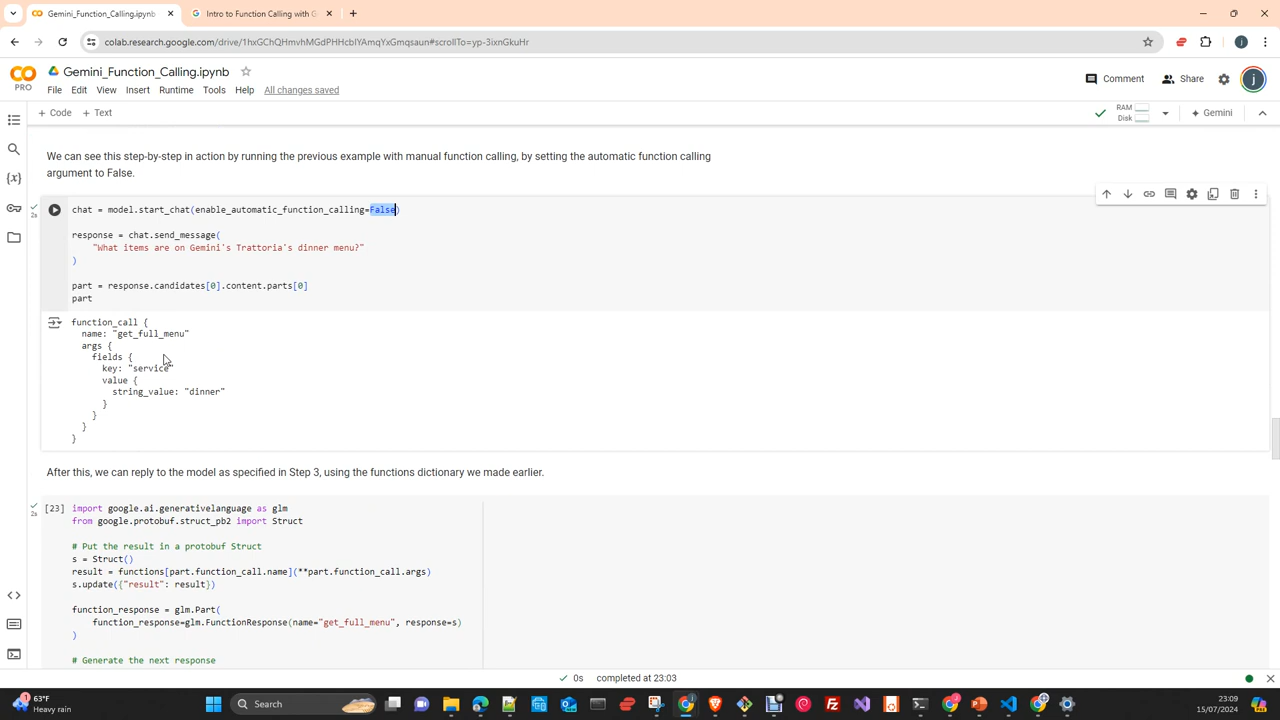 Gemini_Function_Calling.ipynb
Intro to Function Calling with G
colab.research.google.com/drive/1hxGChQHmvhMGdPHHcbIYAmqYxGmqsaun#scrollTo=yp-3ixnGkuHr
j
CO
PRO
Gemini_Function_Calling.ipynb
Comment
Share
j
File Edit View Insert Runtime Tools Help All changes saved
+ Code + Text
RAM
Disk
Gemini
We can see this step-by-step in action by running the previous example with manual function calling, by setting the automatic function calling
argument to False.
2s
chat = model.start_chat(enable_automatic_function_calling=False)
response = chat.send_message(
"What items are on Gemini's Trattoria's dinner menu?"
)
part = response.candidates[0].content.parts[0]
part
function_call {
name: "get_full_menu"
args {
fields {
key: "service"
value {
string_value: "dinner"
}
}
}
}
After this, we can reply to the model as specified in Step 3, using the functions dictionary we made earlier.
2s
[23] import google.ai.generativelanguage as glm
from google.protobuf.struct_pb2 import Struct
# Put the result in a protobuf Struct
s = Struct()
result = functions[part.function_call.name](**part.function_call.args)
s.update({"result": result})
function_response = glm.Part(
function_response=glm.FunctionResponse(name="get_full_menu", response=s)
)
# Generate the next response
0s completed at 23:03
63°F
Heavy rain
Search
23:09
15/07/2024